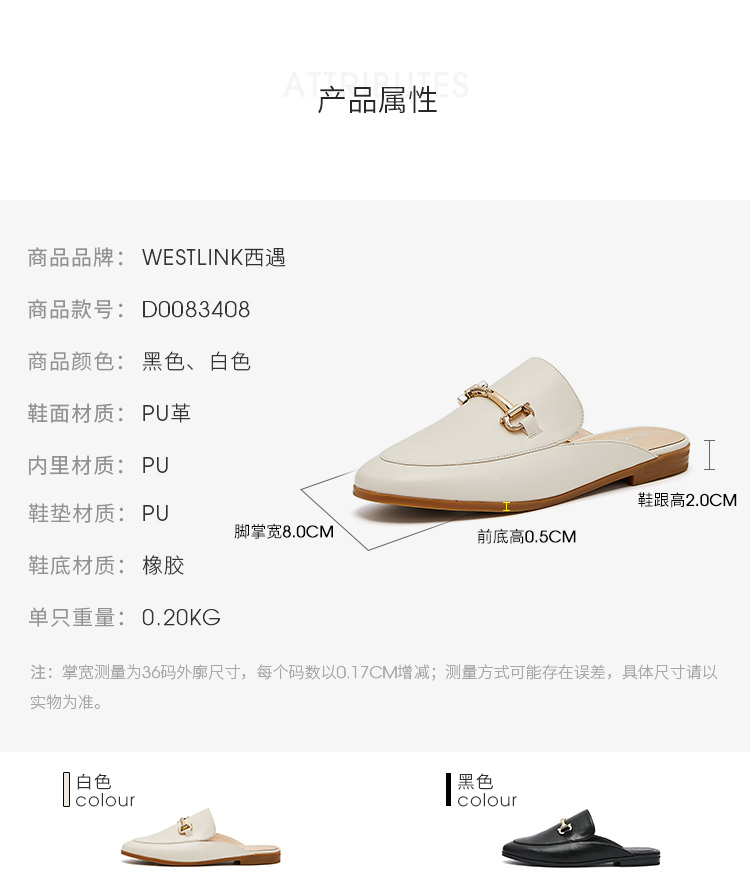 ATTRIBUTES
产品属性
商品品牌： WESTLINK西遇
商品款号： D0083408
商品颜色： 黑色、白色
鞋面材质： PU革
内里材质： PU
鞋垫材质： PU
鞋底材质： 橡胶
单只重量： 0.20KG
鞋跟高2.0CM
脚掌宽8.0CM
前底高0.5CM
注：掌宽测量为36码外廓尺寸，每个码数以0.17CM增减；测量方式可能存在误差，具体尺寸请以
实物为准。
白色
colour
黑色
colour